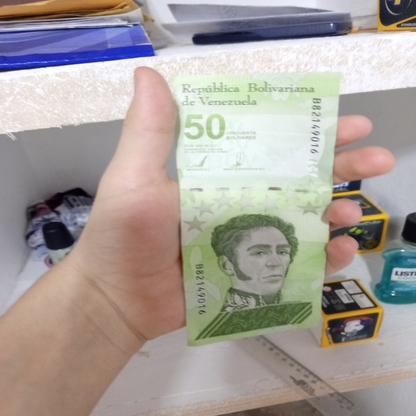 República Bolivariana
de Venezuela
B82149016
50
CINCUENTA
BOLÍVARES
B82149016
LISTE